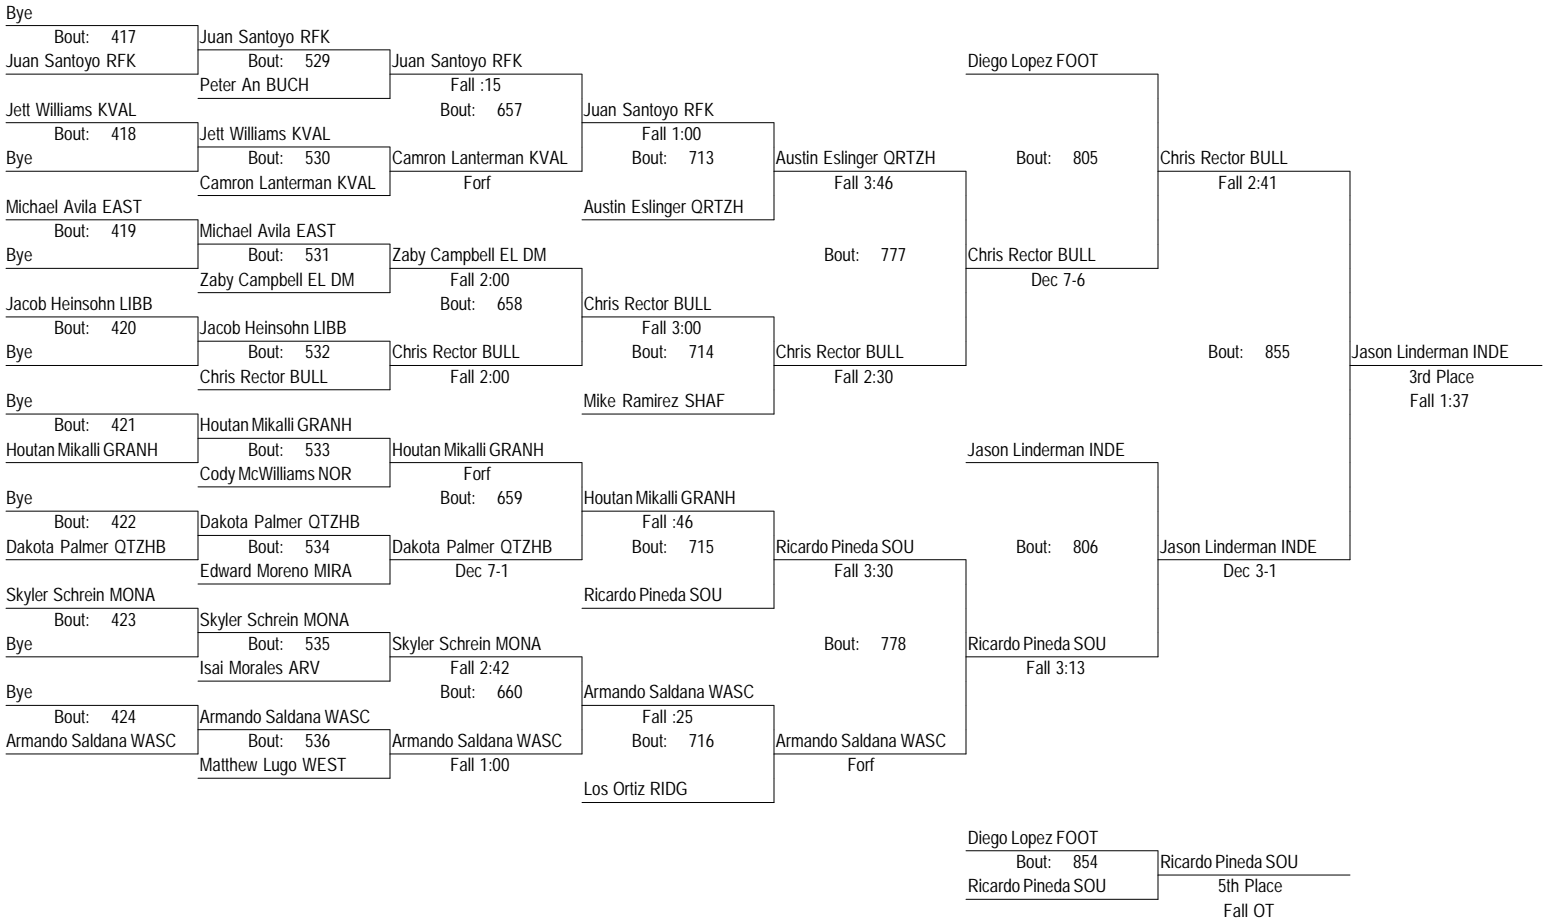 Bye
Bout: 417
Juan Santoyo RFK
Jett Williams KVAL
Bout: 418
Bye
Michael Avila EAST
Bout: 419
Bye
Jacob Heinsohn LIBB
Bout: 420
Bye
Bye
Bout: 421
Houtan Mikalli GRANH
Bye
Bout: 422
Dakota Palmer QTZHB
Skyler Schrein MONA
Bout: 423
Bye
Bye
Bout: 424
Armando Saldana WASC
Juan Santoyo RFK
Bout: 529
Peter An BUCH
Jett Williams KVAL
Bout: 530
Camron Lanterman KVAL
Michael Avila EAST
Bout: 531
Zaby Campbell EL DM
Jacob Heinsohn LIBB
Bout: 532
Chris Rector BULL
Houtan Mikalli GRANH
Bout: 533
Cody McWilliams NOR
Dakota Palmer QTZHB
Bout: 534
Edward Moreno MIRA
Skyler Schrein MONA
Bout: 535
Isai Morales ARV
Armando Saldana WASC
Bout: 536
Matthew Lugo WEST
Juan Santoyo RFK
Fall :15
Bout: 657
Camron Lanterman KVAL
Forf
Zaby Campbell EL DM
Fall 2:00
Bout: 658
Chris Rector BULL
Fall 2:00
Houtan Mikalli GRANH
Forf
Bout: 659
Dakota Palmer QTZHB
Dec 7-1
Skyler Schrein MONA
Fall 2:42
Bout: 660
Armando Saldana WASC
Fall 1:00
Juan Santoyo RFK
Fall 1:00
Bout: 713
Austin Eslinger QRTZH
Chris Rector BULL
Fall 3:00
Bout: 714
Mike Ramirez SHAF
Houtan Mikalli GRANH
Fall :46
Bout: 715
Ricardo Pineda SOU
Armando Saldana WASC
Fall :25
Bout: 716
Los Ortiz RIDG
Austin Eslinger QRTZH
Fall 3:46
Bout: 777
Chris Rector BULL
Fall 2:30
Ricardo Pineda SOU
Fall 3:30
Bout: 778
Armando Saldana WASC
Forf
Diego Lopez FOOT
Bout: 805
Chris Rector BULL
Dec 7-6
Jason Linderman INDE
Bout: 806
Ricardo Pineda SOU
Fall 3:13
Chris Rector BULL
Fall 2:41
Bout: 855
Jason Linderman INDE
Dec 3-1
Jason Linderman INDE
3rd Place
Fall 1:37
Diego Lopez FOOT
Bout: 854
Ricardo Pineda SOU
Ricardo Pineda SOU
5th Place
Fall OT